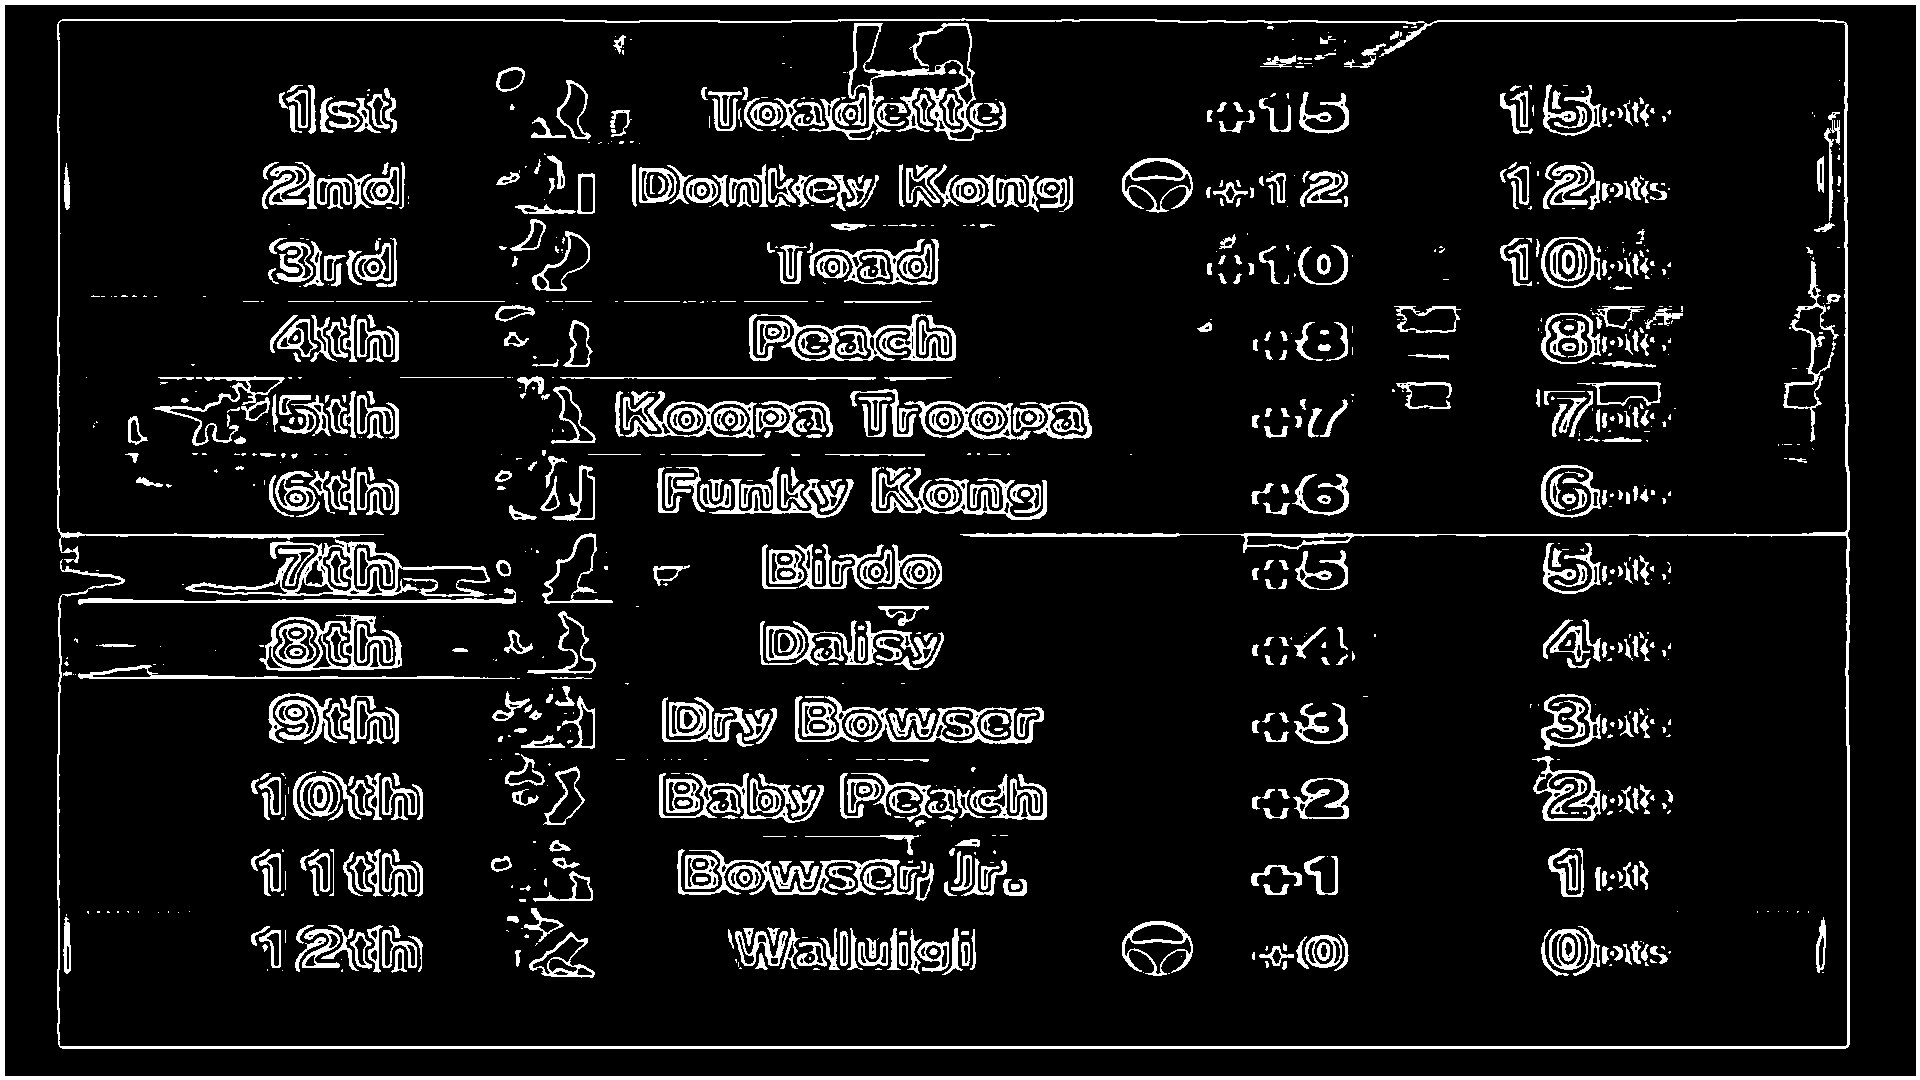 1st Toadette +15 15pts
2nd Donkey Kong +12 12pts
3rd Toad +10 10pts
4th Peach +8 8pts
5th Koopa Troopa +7 7pts
6th Funky Kong +6 6pts
7th Birdo +5 5pts
8th Daisy +4 4pts
9th Dry Bowser +3 3pts
10th Baby Peach +2 2pts
11th Bowser Jr. +1 1pt
12th Waluigi +0 0pts